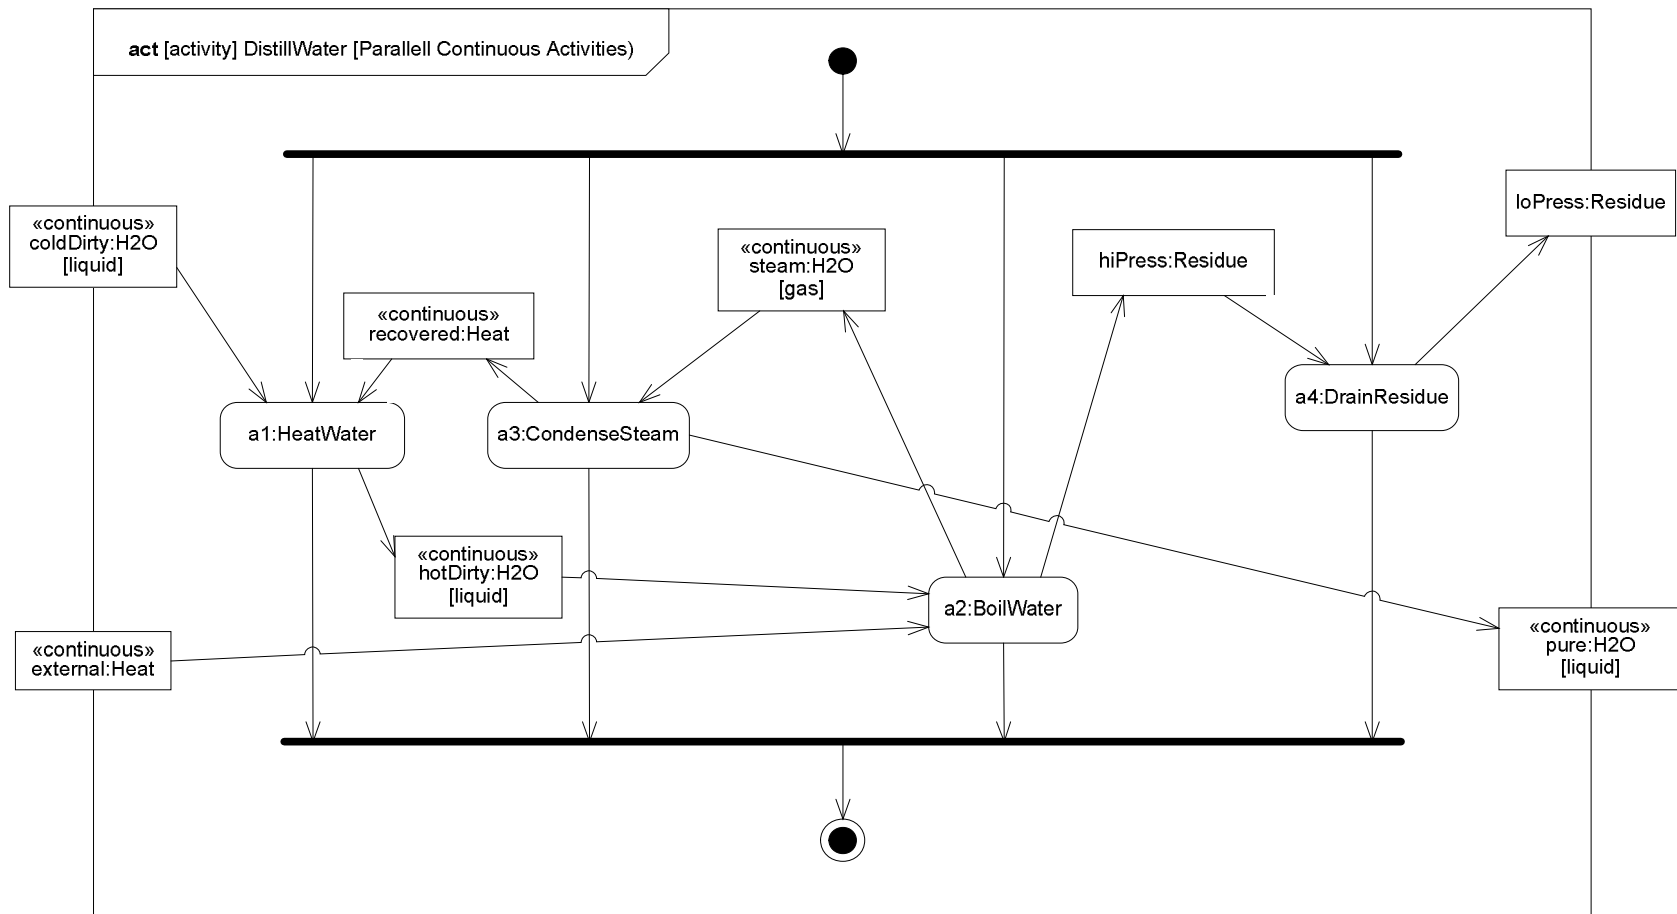 act [activity] DistillWater [Parallell Continuous Activities)
«continuous»
coldDirty:H2O
[liquid]
«continuous»
recovered:Heat
«continuous»
steam:H2O
[gas]
hiPress:Residue
loPress:Residue
a1:HeatWater
a3:CondenseSteam
a4:DrainResidue
«continuous»
hotDirty:H2O
[liquid]
a2:BoilWater
«continuous»
external:Heat
«continuous»
pure:H2O
[liquid]